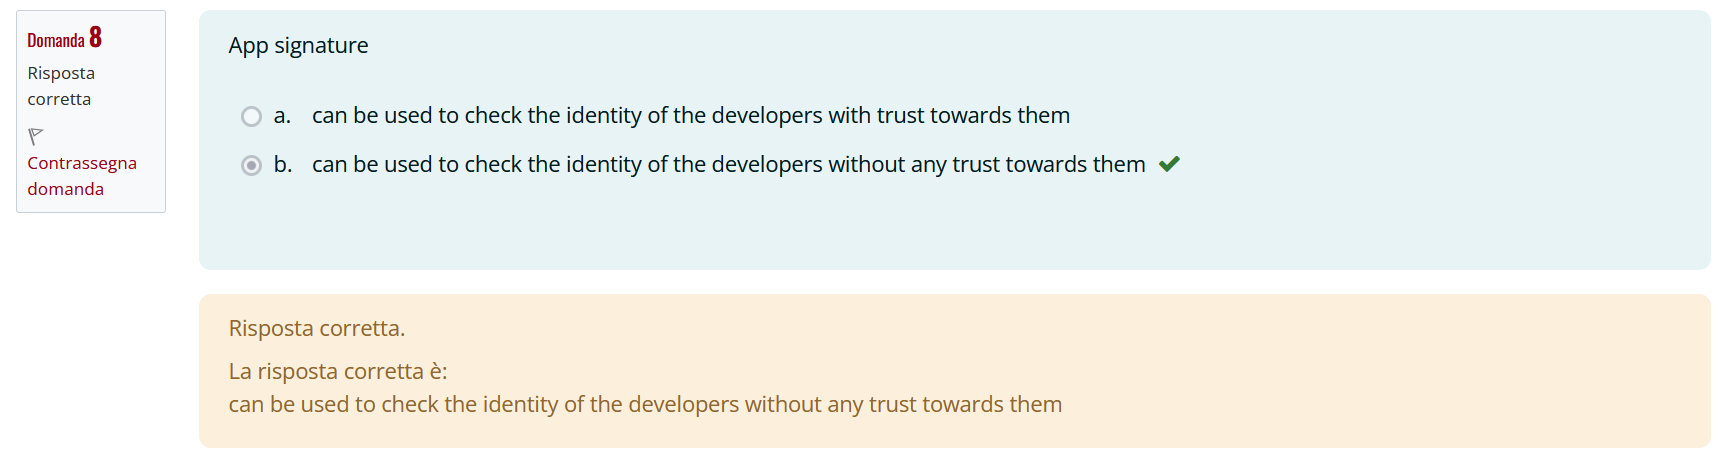 Domanda 8
Risposta
corretta
Contrassegna
domanda
App signature
a. can be used to check the identity of the developers with trust towards them
b. can be used to check the identity of the developers without any trust towards them
Risposta corretta.
La risposta corretta è:
can be used to check the identity of the developers without any trust towards them